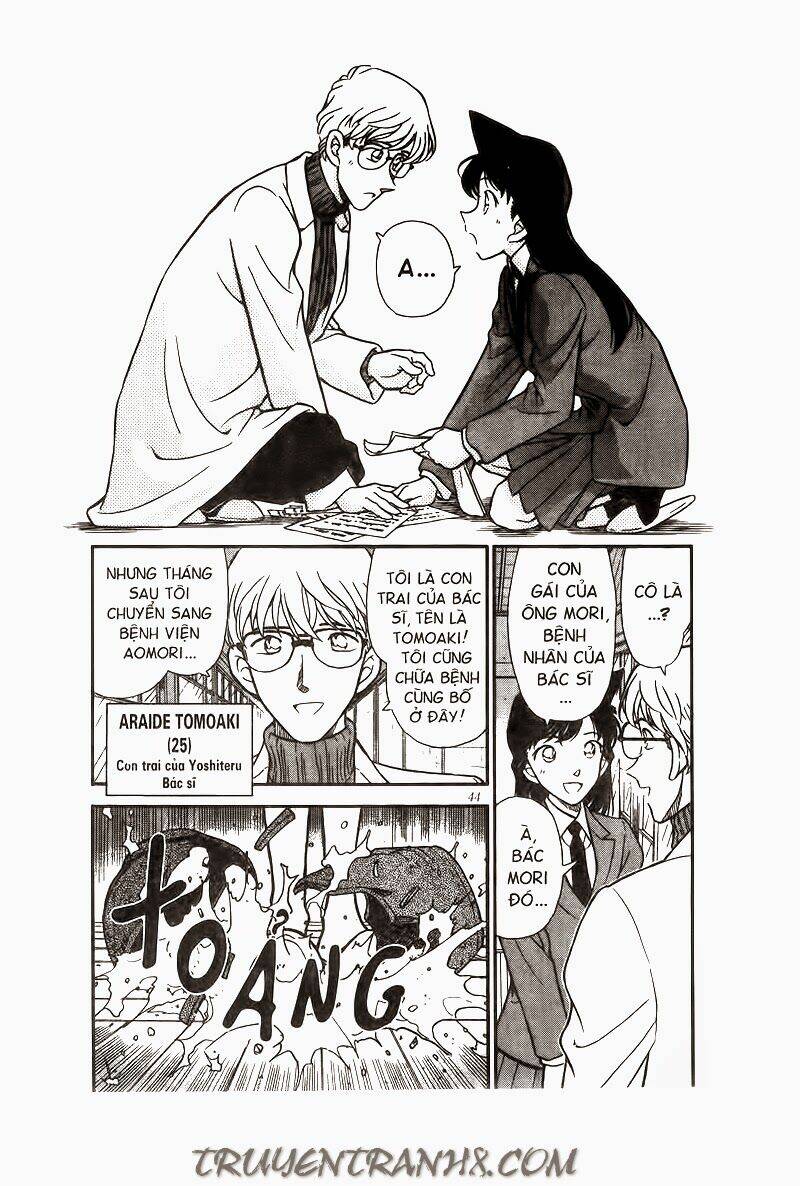 A...
CÔ LÀ
...?
CON
GÁI CỦA
ÔNG MORI,
BỆNH
NHÂN CỦA
BÁC SĨ
...
À,
BÁC
MORI
ĐÓ...
TÔI LÀ CON
TRAI CỦA BÁC
SĨ, TÊN LÀ
TOMOAKI!
TÔI CŨNG
CHỮA BỆNH
CÙNG BỐ
Ở ĐÂY!
NHƯNG THÁNG
SAU TÔI
CHUYỂN SANG
BỆNH VIỆN
AOMORI...
ARAIDE TOMOAKI
(25)
Con trai của Yoshiteru
Bác sĩ
44
XOẢNG
TRUYENTRANH8.COM